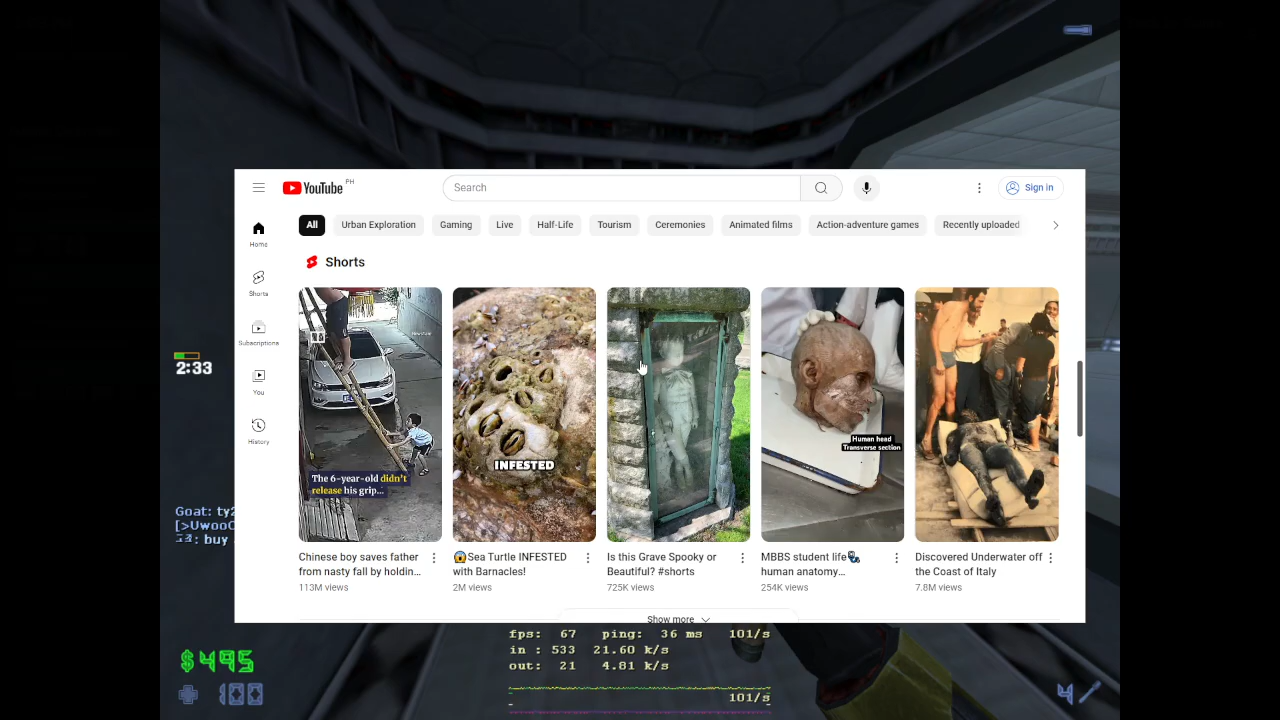 YouTube PH
Search
Sign in
All Urban Exploration Gaming Live Half-Life Tourism Ceremonies Animated films Action-adventure games Recently uploaded
Home
Shorts
Subscriptions
You
History
Shorts
The 6-year-old didn't
release his grip...
INFESTED
Human head
Transverse section
Chinese boy saves father
from nasty fall by holdin...
113M views
😱Sea Turtle INFESTED
with Barnacles!
2M views
Is this Grave Spooky or
Beautiful? #shorts
725K views
MBBS student life
human anatomy...
254K views
Discovered Underwater off
the Coast of Italy
7.8M views
Show more
2:33
Goat: ty2
: buy
fps: 67 ping: 36 ms 101/s
in : 533 21.60 k/s
out: 21 4.81 k/s
101/s
$495
100
4